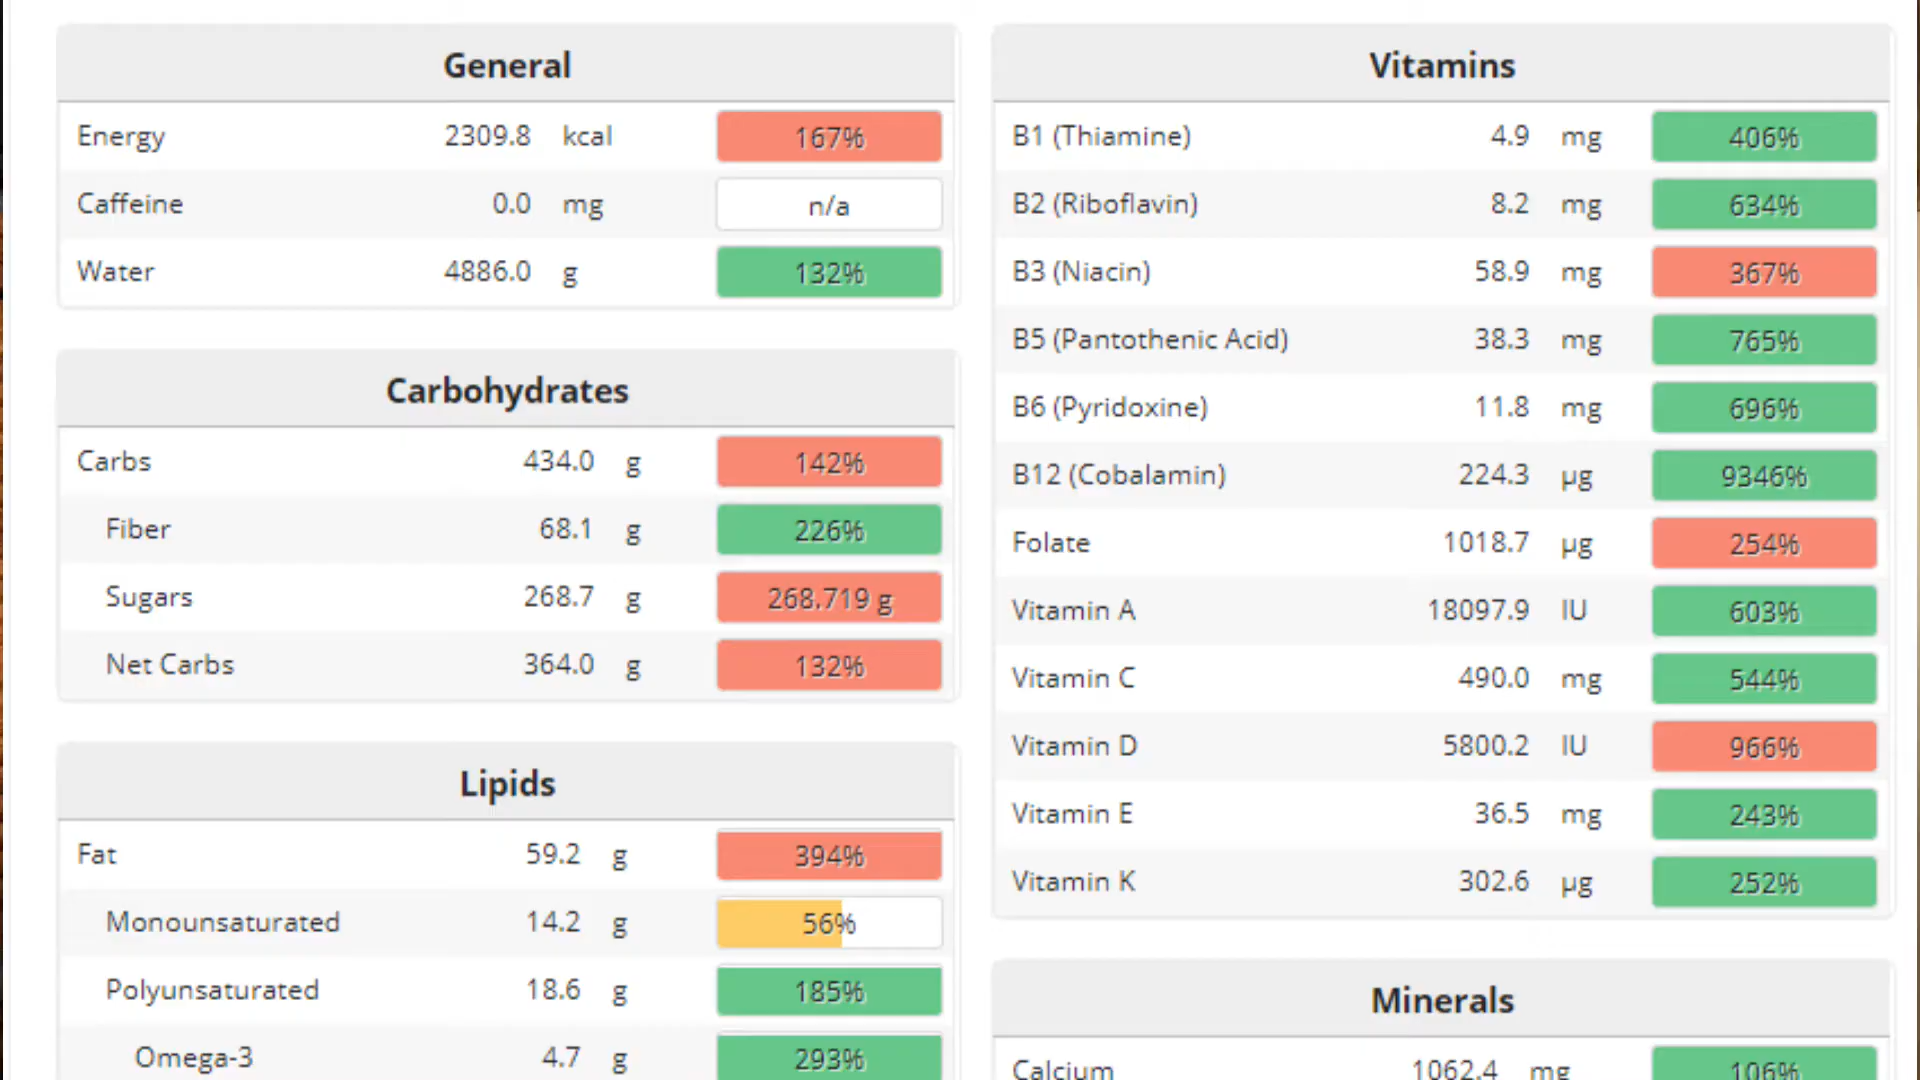 General
Energy 2309.8 kcal 167%
Caffeine 0.0 mg n/a
Water 4886.0 g 132%
Carbohydrates
Carbs 434.0 g 142%
Fiber 68.1 g 226%
Sugars 268.7 g 268.719 g
Net Carbs 364.0 g 132%
Lipids
Fat 59.2 g 394%
Monounsaturated 14.2 g 56%
Polyunsaturated 18.6 g 185%
Omega-3 4.7 g 293%
Vitamins
B1 (Thiamine) 4.9 mg 406%
B2 (Riboflavin) 8.2 mg 634%
B3 (Niacin) 58.9 mg 367%
B5 (Pantothenic Acid) 38.3 mg 765%
B6 (Pyridoxine) 11.8 mg 696%
B12 (Cobalamin) 224.3 µg 9346%
Folate 1018.7 µg 254%
Vitamin A 18097.9 IU 603%
Vitamin C 490.0 mg 544%
Vitamin D 5800.2 IU 966%
Vitamin E 36.5 mg 243%
Vitamin K 302.6 µg 252%
Minerals
Calcium 1062.4 mg 106%